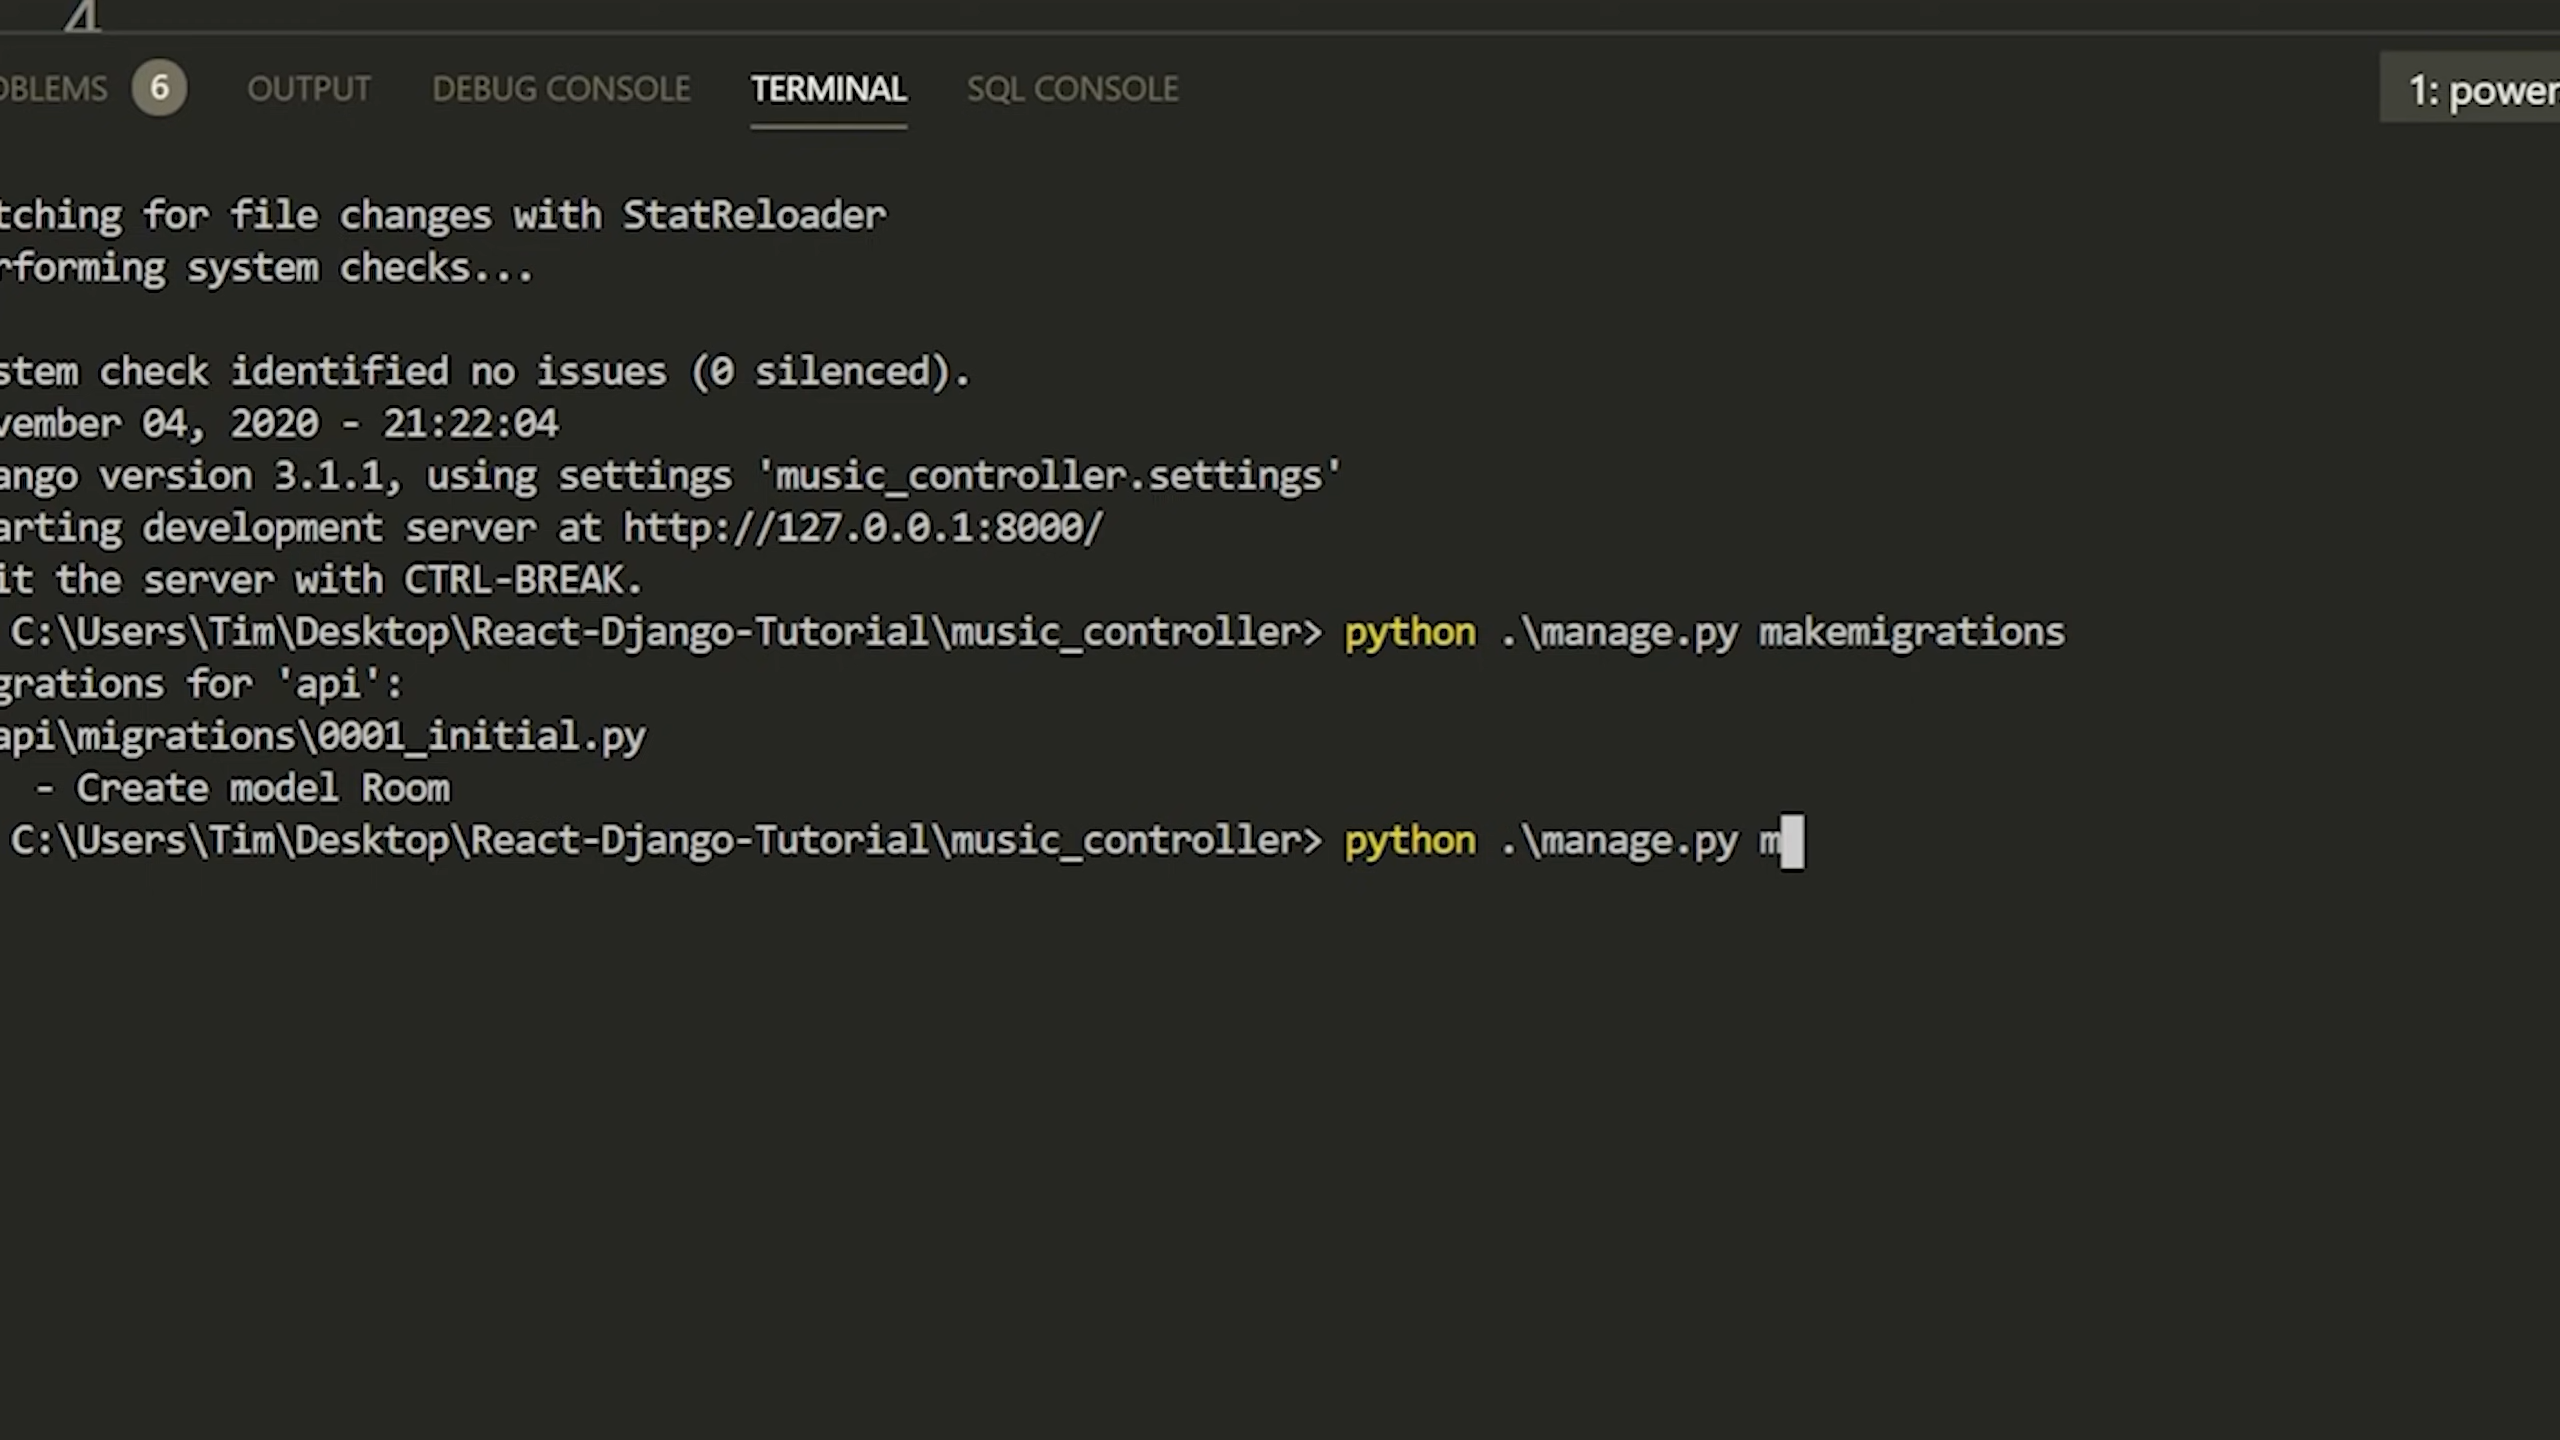 4
OBLEMS 6 OUTPUT DEBUG CONSOLE TERMINAL SQL CONSOLE 1: power
tching for file changes with StatReloader
rforming system checks...
stem check identified no issues (0 silenced).
vember 04, 2020 - 21:22:04
ango version 3.1.1, using settings 'music_controller.settings'
arting development server at http://127.0.0.1:8000/
it the server with CTRL-BREAK.
C:\Users\Tim\Desktop\React-Django-Tutorial\music_controller> python .\manage.py makemigrations
grations for 'api':
api\migrations\0001_initial.py
- Create model Room
C:\Users\Tim\Desktop\React-Django-Tutorial\music_controller> python .\manage.py m